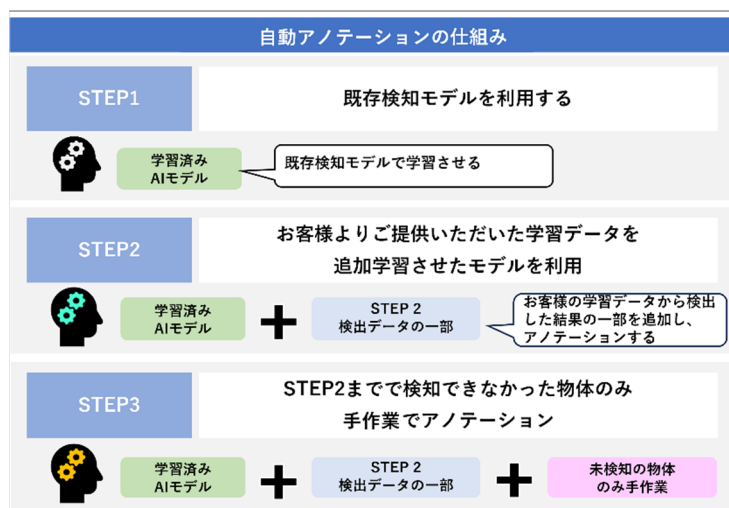 自動アノテーションの仕組み
STEP1
既存検知モデルを利用する
学習済み
AIモデル
既存検知モデルで学習させる
STEP2
お客様よりご提供いただいた学習データを
追加学習させたモデルを利用
学習済み
AIモデル
STEP 2
検出データの一部
お客様の学習データから検出
した結果の一部を追加し、
アノテーションする
STEP3
STEP2までで検知できなかった物体のみ
手作業でアノテーション
学習済み
AIモデル
STEP 2
検出データの一部
未検知の物体
のみ手作業